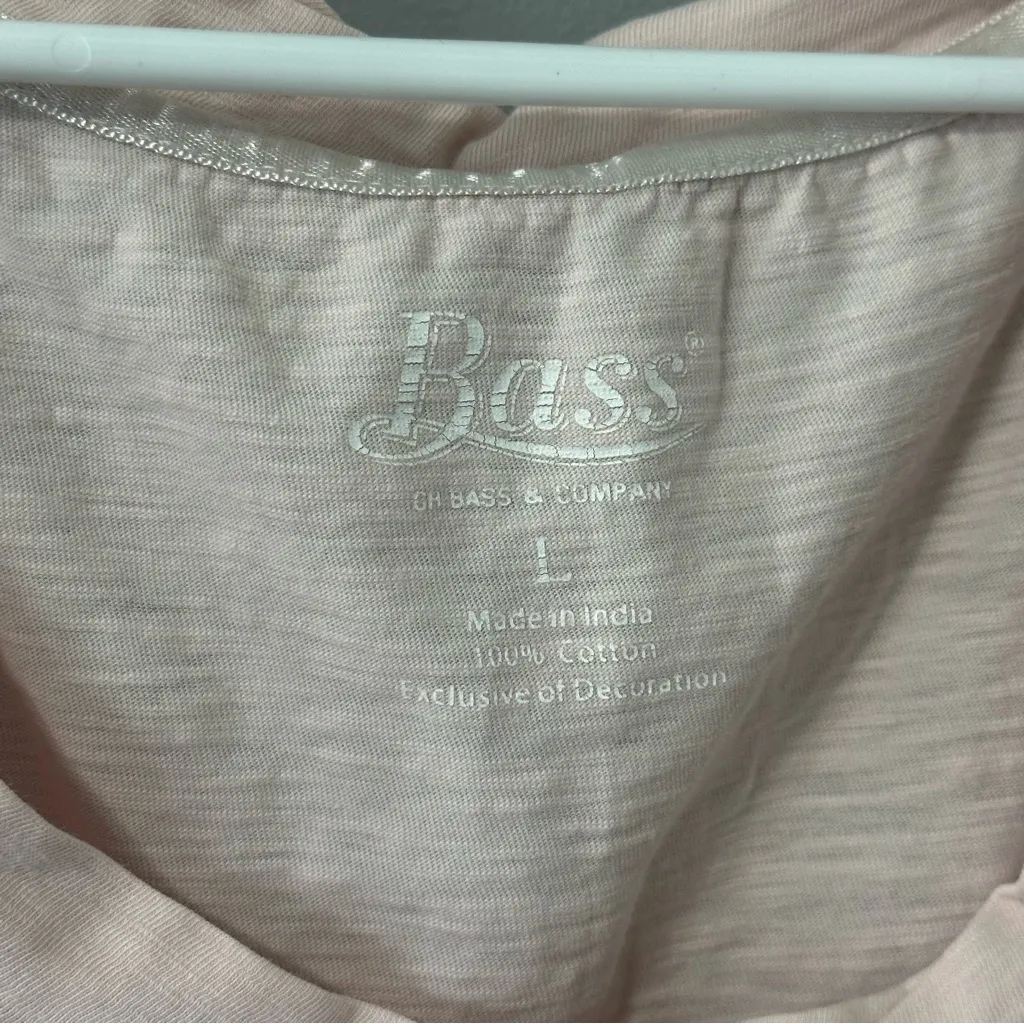 Bass®
GH BASS & COMPANY
L
Made in India
100% Cotton
Exclusive of Decoration